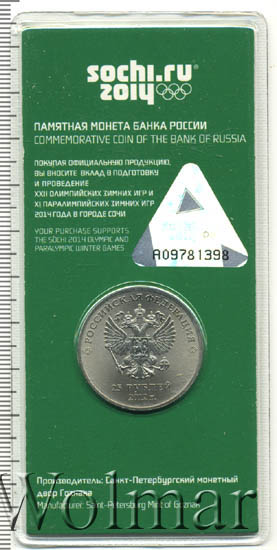 sochi.ru
2014
ПАМЯТНАЯ МОНЕТА БАНКА РОССИИ
COMMEMORATIVE COIN OF THE BANK OF RUSSIA
ПОКУПАЯ ОФИЦИАЛЬНУЮ ПРОДУКЦИЮ,
ВЫ ВНОСИТЕ ВКЛАД В ПОДГОТОВКУ
И ПРОВЕДЕНИЕ
XXII ОЛИМПИЙСКИХ ЗИМНИХ ИГР И
XI ПАРАЛИМПИЙСКИХ ЗИМНИХ ИГР
2014 ГОДА В ГОРОДЕ СОЧИ
YOUR PURCHASE SUPPORTS
THE SOCHI 2014 OLYMPIC AND
PARALYMPIC WINTER GAMES
A09781398
РОССИЙСКАЯ ФЕДЕРАЦИЯ
25 РУБЛЕЙ
Производитель: Санкт-Петербургский монетный
двор Гознака
Manufacturer: Saint-Petersburg Mint of Goznak
Wolmar